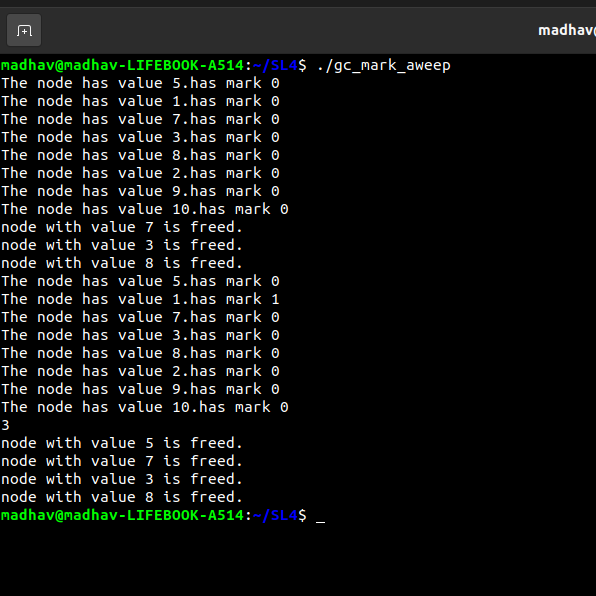 madhav@
madhav@madhav-LIFEBOOK-A514:~/SL4$ ./gc_mark_aweep
The node has value 5.has mark 0
The node has value 1.has mark 0
The node has value 7.has mark 0
The node has value 3.has mark 0
The node has value 8.has mark 0
The node has value 2.has mark 0
The node has value 9.has mark 0
The node has value 10.has mark 0
node with value 7 is freed.
node with value 3 is freed.
node with value 8 is freed.
The node has value 5.has mark 0
The node has value 1.has mark 1
The node has value 7.has mark 0
The node has value 3.has mark 0
The node has value 8.has mark 0
The node has value 2.has mark 0
The node has value 9.has mark 0
The node has value 10.has mark 0
3
node with value 5 is freed.
node with value 7 is freed.
node with value 3 is freed.
node with value 8 is freed.
madhav@madhav-LIFEBOOK-A514:~/SL4$ _